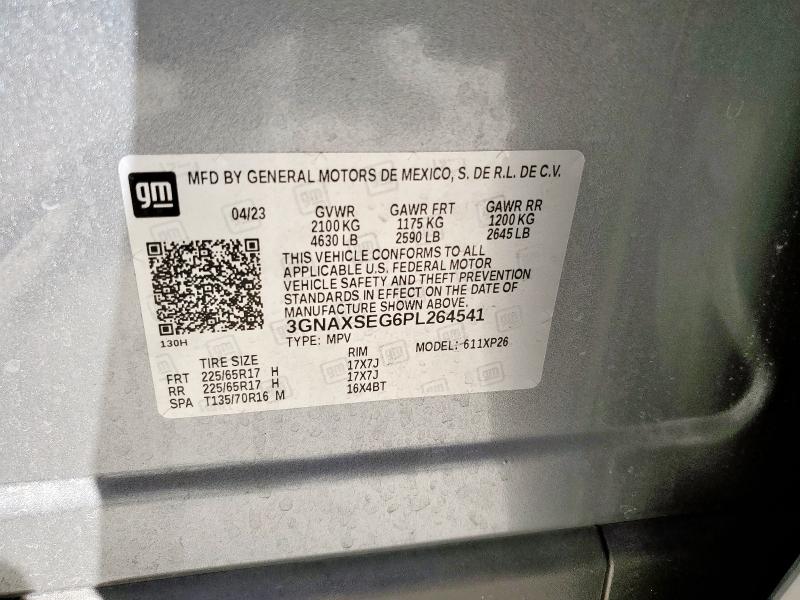 gm MFD BY GENERAL MOTORS DE MEXICO, S. DE R.L. DE C.V.
04/23 GVWR GAWR FRT GAWR RR
2100 KG 1175 KG 1200 KG
4630 LB 2590 LB 2645 LB
THIS VEHICLE CONFORMS TO ALL
APPLICABLE U.S. FEDERAL MOTOR
VEHICLE SAFETY AND THEFT PREVENTION
STANDARDS IN EFFECT ON THE DATE OF
MANUFACTURE SHOWN ABOVE.
3GNAXSEG6PL264541
130H
TYPE: MPV MODEL: 611XP26
TIRE SIZE RIM
FRT 225/65R17 H 17X7J
RR 225/65R17 H 17X7J
SPA T135/70R16 M 16X4BT